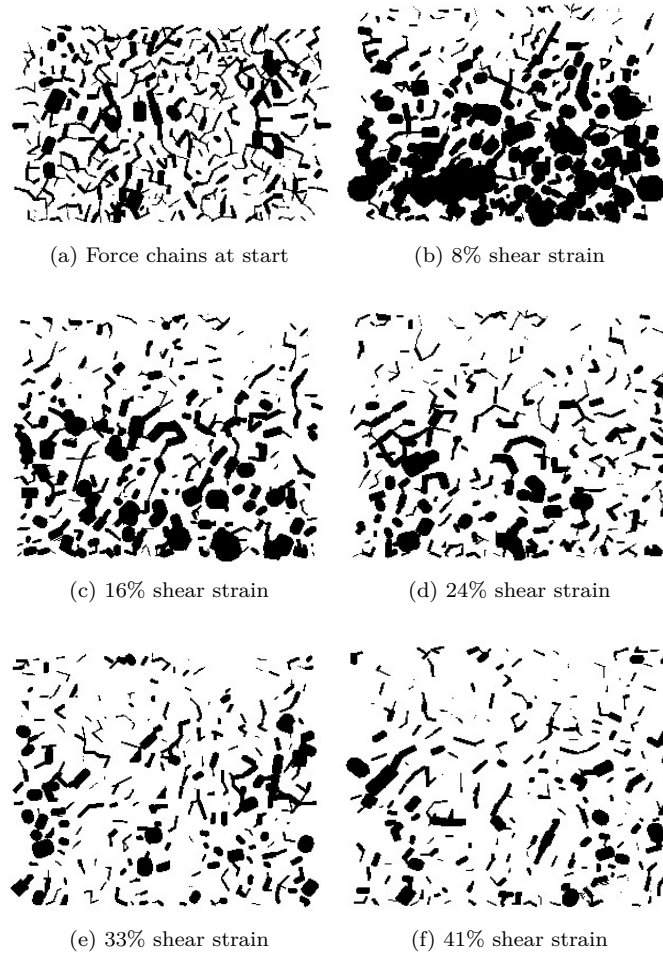 (a) Force chains at start
(b) 8% shear strain
(c) 16% shear strain
(d) 24% shear strain
(e) 33% shear strain
(f) 41% shear strain